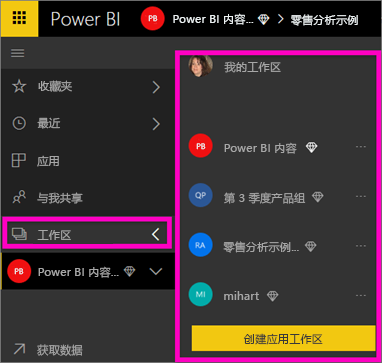 Power BI PB Power BI 内容... > 零售分析示例
收藏夹
最近
应用
与我共享
工作区
PB Power BI 内容...
获取数据
我的工作区
PB Power BI 内容 ...
QP 第 3 季度产品组 ...
RA 零售分析示例... ...
MI mihart ...
创建应用工作区